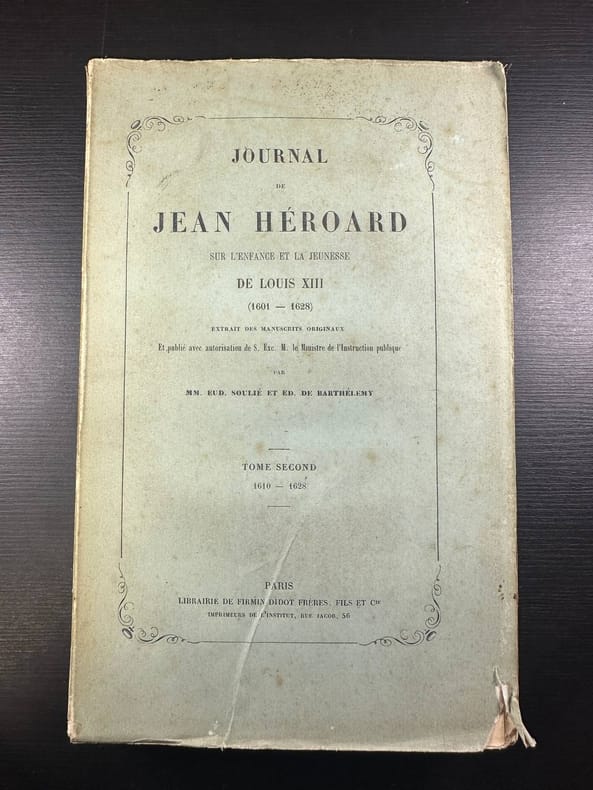 JOURNAL
DE
JEAN HÉROARD
SUR L'ENFANCE ET LA JEUNESSE
DE LOUIS XIII
(1601 — 1628)
EXTRAIT DES MANUSCRITS ORIGINAUX
Et publié avec autorisation de S. Exc. M. le Ministre de l'Instruction publique
PAR
MM. EUD. SOULIÉ ET ED. DE BARTHÉLEMY
TOME SECOND
1610 — 1628
PARIS
LIBRAIRIE DE FIRMIN DIDOT FRÈRES, FILS ET Cie
IMPRIMEURS DE L'INSTITUT, RUE JACOB, 56